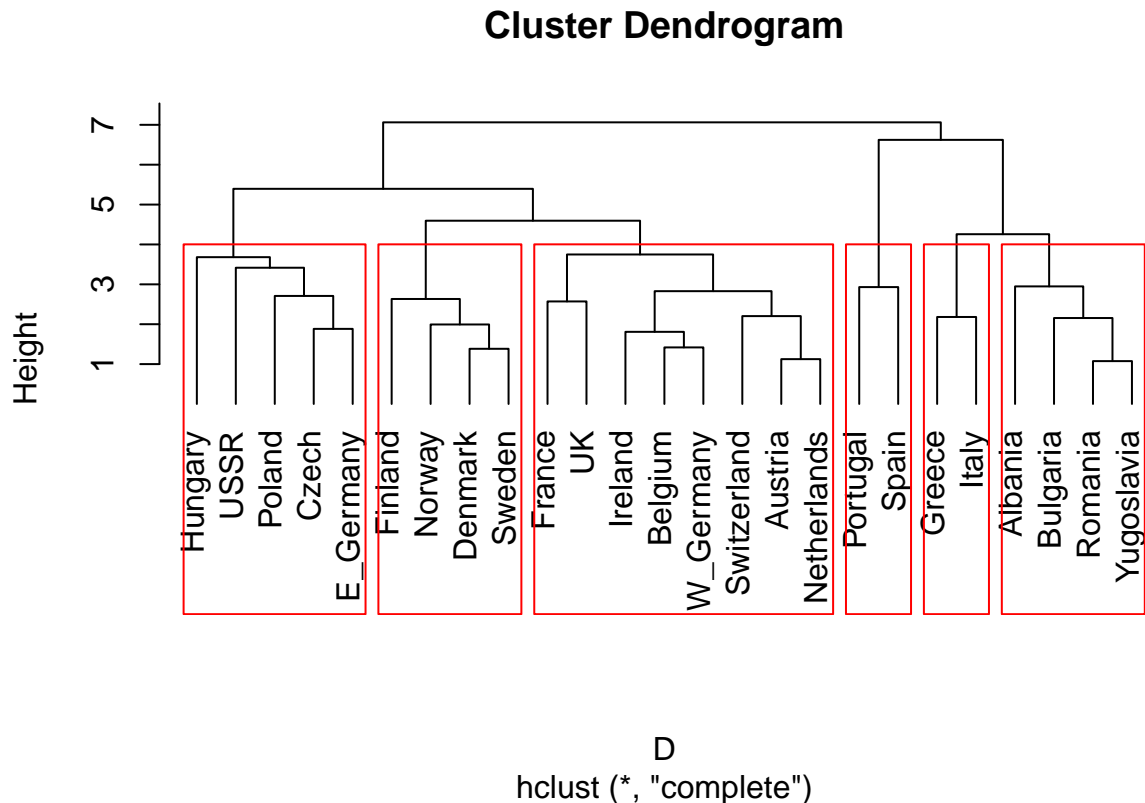 Cluster Dendrogram
Height
7
5
3
1
Hungary
USSR
Poland
Czech
E_Germany
Finland
Norway
Denmark
Sweden
France
UK
Ireland
Belgium
W_Germany
Switzerland
Austria
Netherlands
Portugal
Spain
Greece
Italy
Albania
Bulgaria
Romania
Yugoslavia
D
hclust (*, "complete")